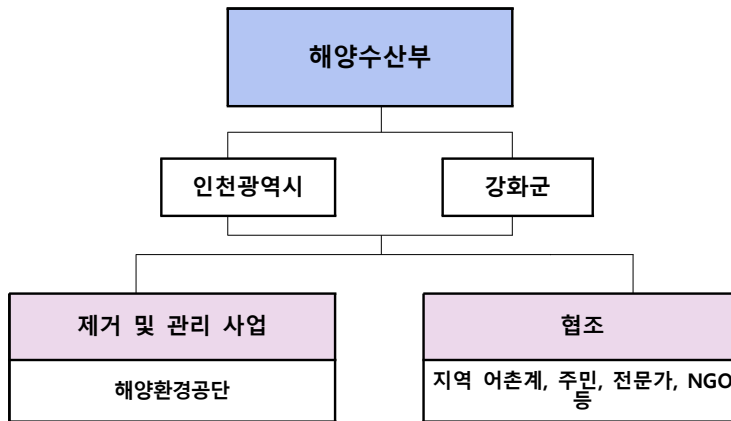 해양수산부
인천광역시
강화군
제거 및 관리 사업
협조
해양환경공단
지역 어촌계, 주민, 전문가, NGO
등